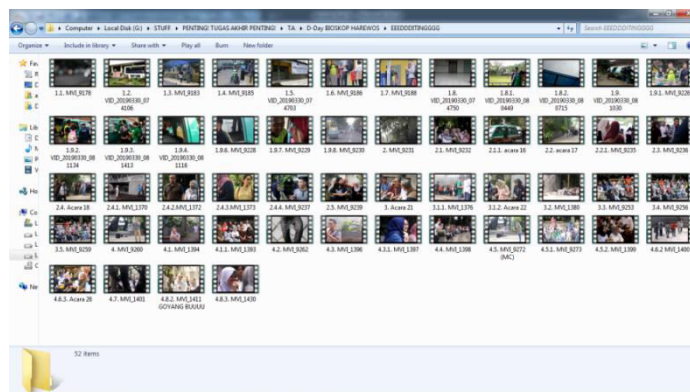 Computer ▸ Local Disk (G:) ▸ STUFF ▸ PENTING! TUGAS AKHIR PENTING! ▸ TA ▸ D-Day BIOSKOP HAREWOS ▸ EEEDDDITINGGGG
Search EEEDDDITINGGGG
Organize Include in library Share with Play all Burn New folder
1.1. MVI_9178
1.2. VID_20190330_074106
1.3. MVI_9183
1.4. MVI_9185
1.5. VID_20190330_074703
1.6. MVI_9186
1.7. MVI_9188
1.8. VID_20190330_074750
1.8.1. VID_20190330_080449
1.8.2. VID_20190330_080715
1.9. VID_20190330_081030
1.9.1. MVI_9226
1.9.2. VID_20190330_081134
1.9.3. VID_20190330_081413
1.9.4. VID_20190330_081116
1.9.6. MVI_9228
1.9.7. MVI_9229
1.9.8. MVI_9230
2. MVI_9231
2.1. MVI_9232
2.1.1. acara 16
2.2. acara 17
2.2.1. MVI_9235
2.3. MVI_9236
2.4. Acara 18
2.4.1. MVI_1370
2.4.2.MVI_1372
2.4.3.MVI_1373
2.4.4. MVI_9237
2.5. MVI_9239
3. Acara 21
3.1.1. MVI_1376
3.1.2. Acara 22
3.2. MVI_1380
3.3. MVI_9253
3.4. MVI_9256
3.5. MVI_9259
4. MVI_9260
4.1. MVI_1394
4.1.1. MVI_1393
4.2. MVI_9262
4.3. MVI_1396
4.3.1. MVI_1397
4.4. MVI_1398
4.5. MVI_9272 (MC)
4.5.1. MVI_9273
4.5.2. MVI_1399
4.6.2 MVI_1400
4.6.3. Acara 26
4.7. MVI_1401
4.8.2. MVI_1411 GOYANG BUUUU
4.8.3. MVI_1430
52 items